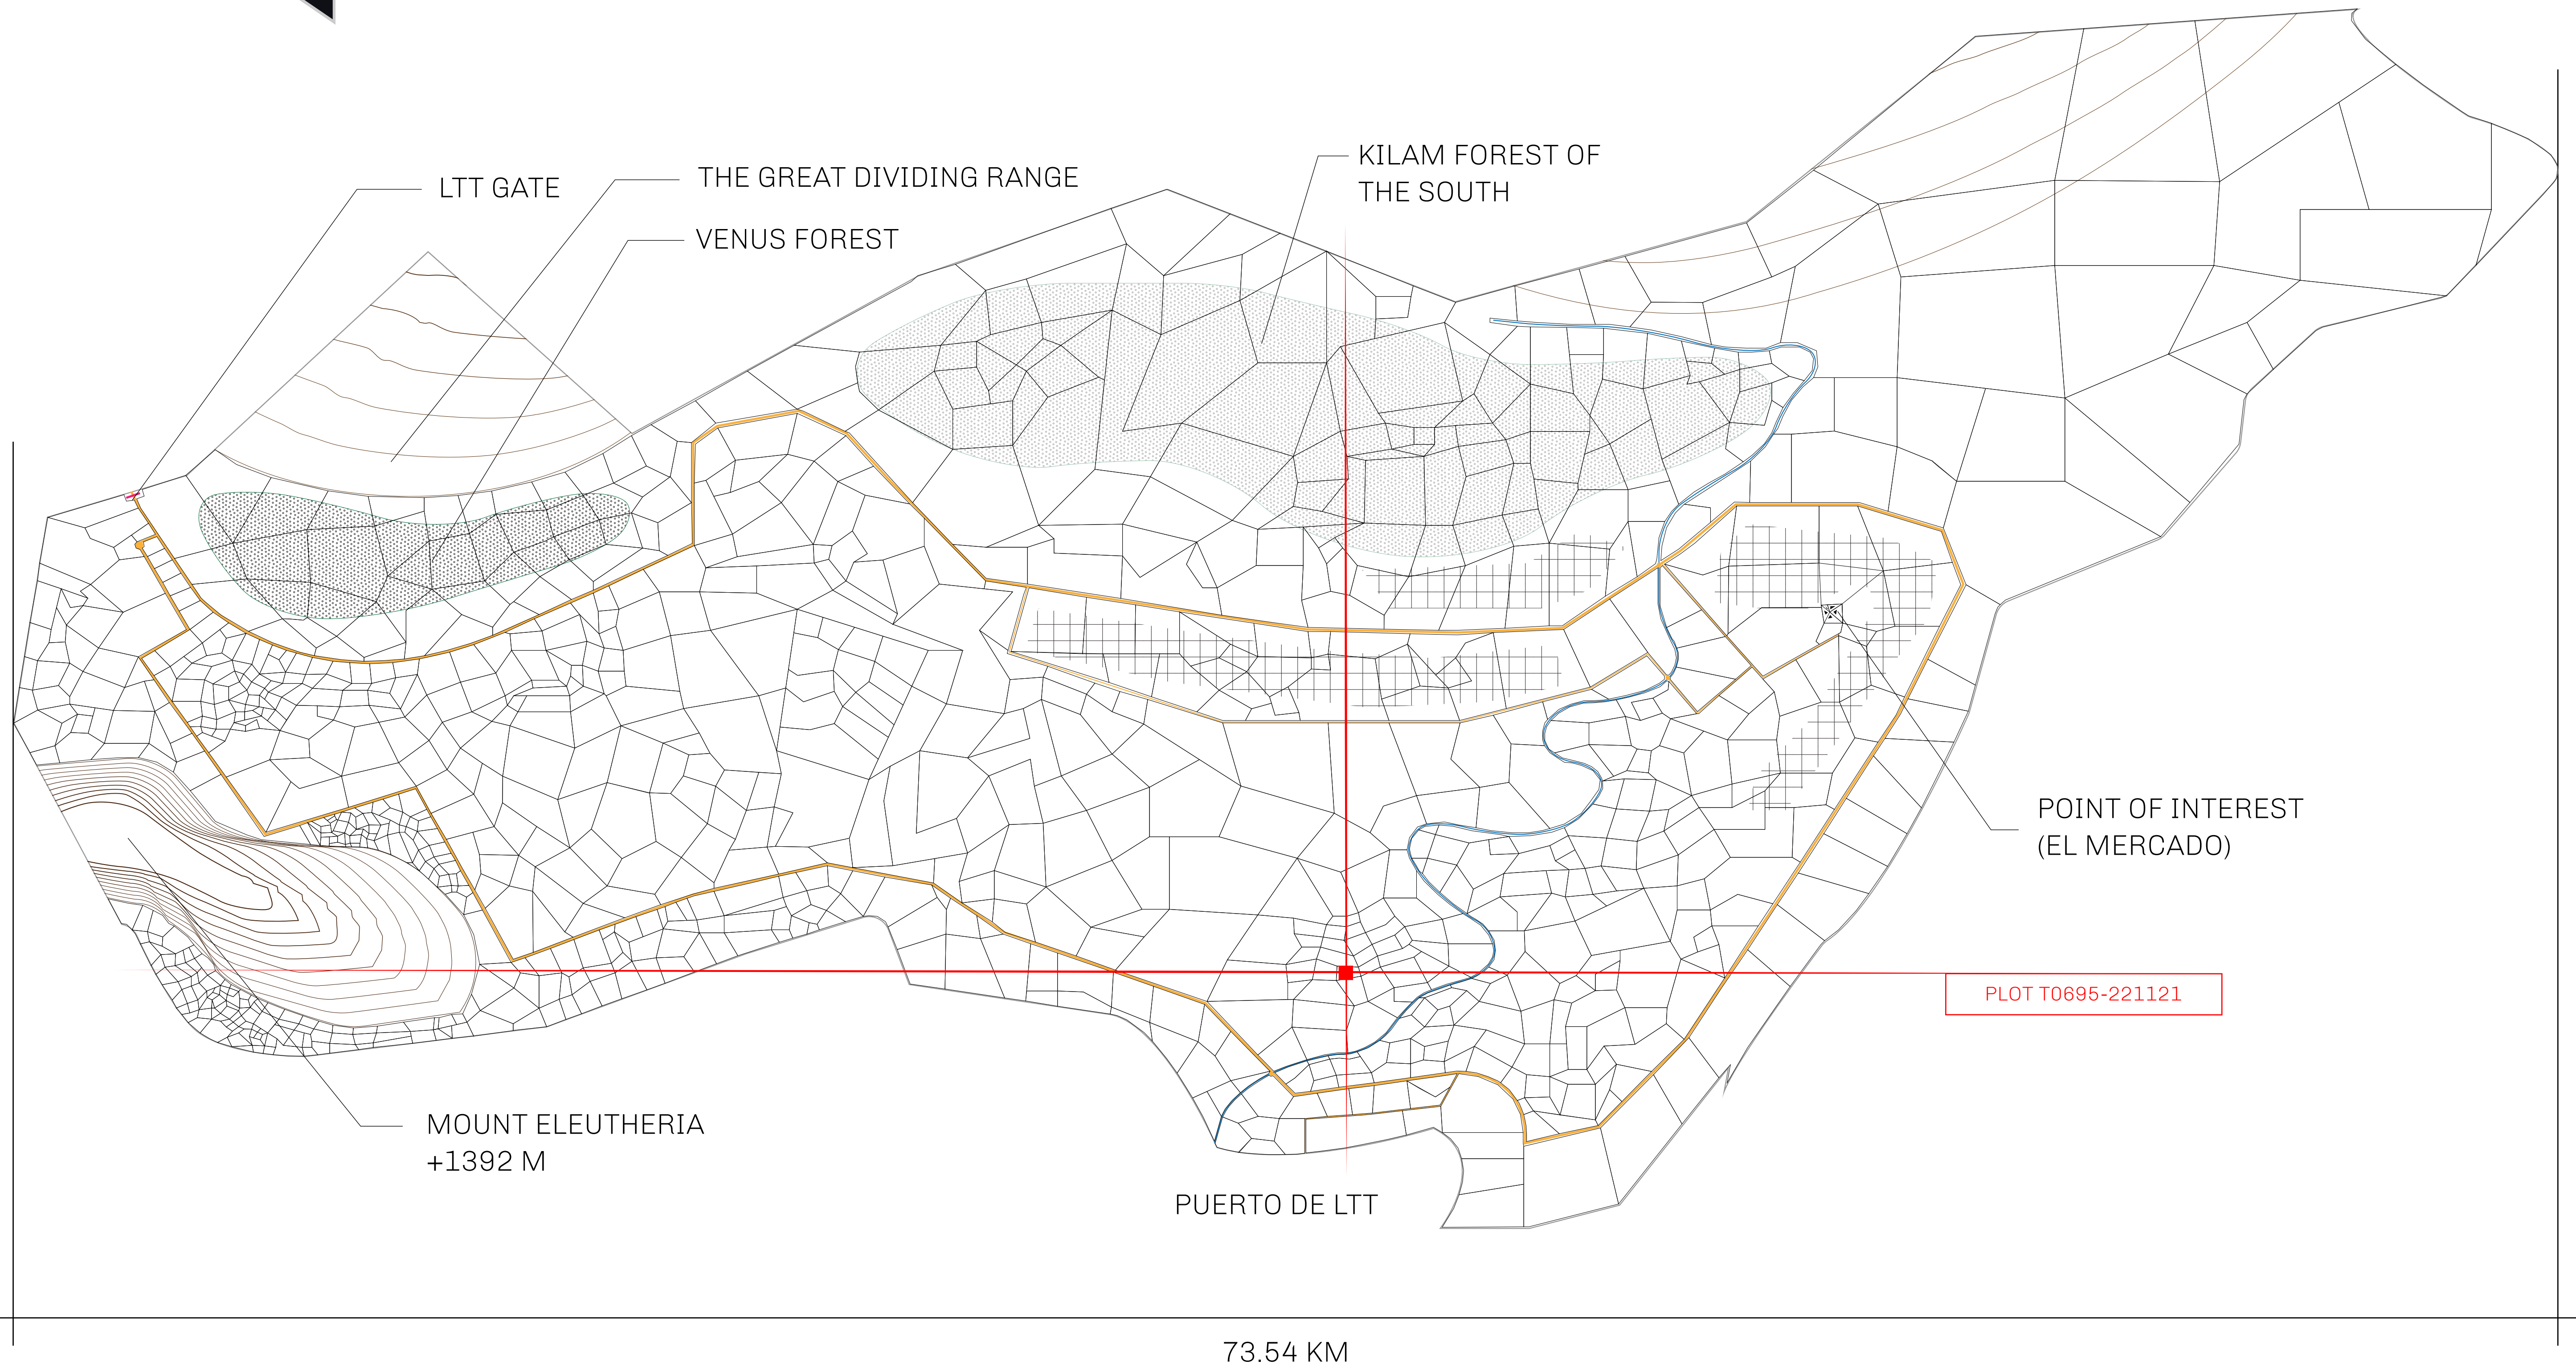 KILAM FOREST OF
THE SOUTH
THE GREAT DIVIDING RANGE
LTT GATE
VENUS FOREST
POINT OF INTEREST
(EL MERCADO)
PLOT T0695-221121
MOUNT ELEUTHERIA
+1392 M
PUERTO DE LTT
73.54 KM